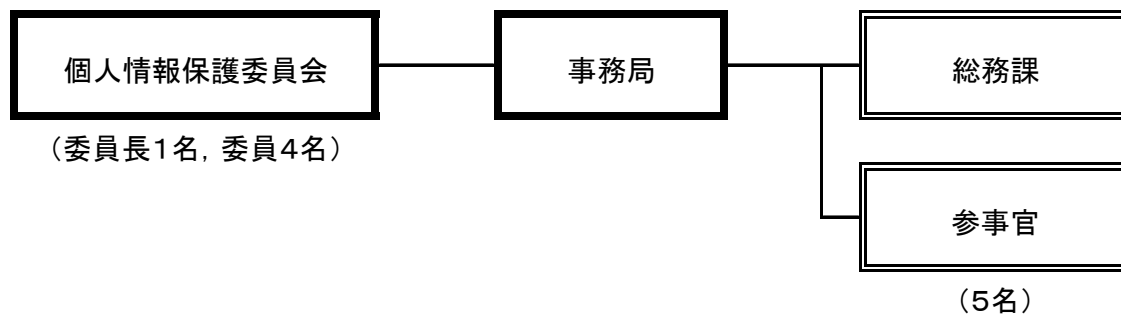 個人情報保護委員会
事務局
総務課
（委員長１名，委員４名）
参事官
（５名）